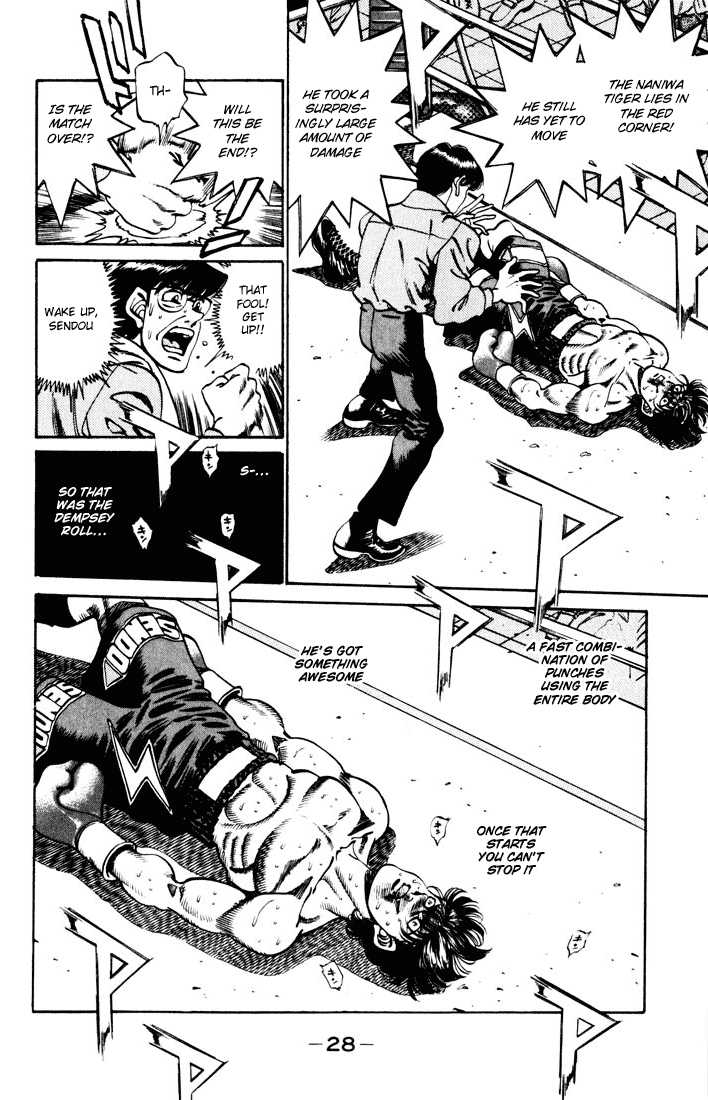 THE NANIWA
TIGER LIES IN
THE RED
CORNER!
HE STILL
HAS YET TO
MOVE
HE TOOK A
SURPRIS-
INGLY LARGE
AMOUNT OF
DAMAGE
TH-
WILL
THIS BE
THE
END!?
IS THE
MATCH
OVER!?
THAT
FOOL!
GET
UP!!
WAKE UP,
SENDOU
S-...
SO THAT
WAS THE
DEMPSEY
ROLL...
A FAST COMBI-
NATION OF
PUNCHES
USING THE
ENTIRE BODY
HE'S GOT
SOMETHING
AWESOME
ONCE THAT
STARTS
YOU CAN'T
STOP IT
-28-